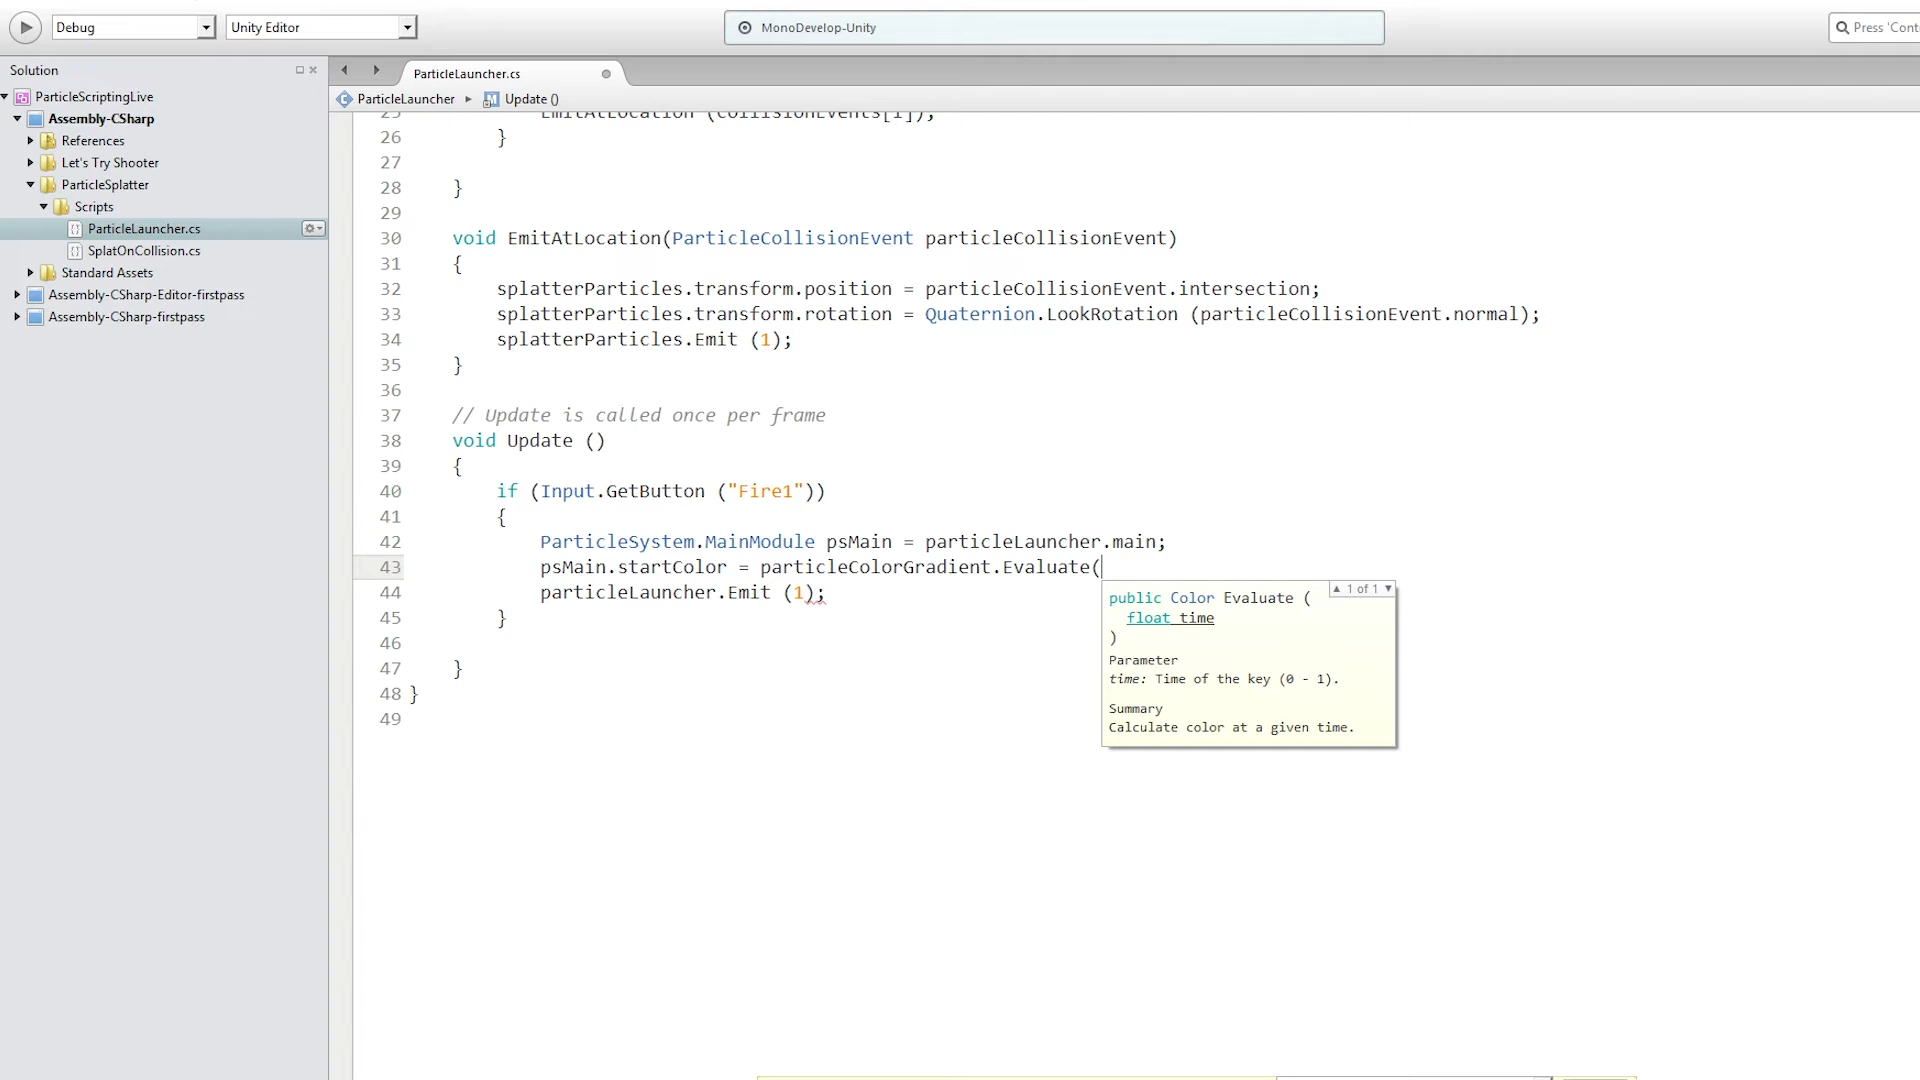 Debug
Unity Editor
MonoDevelop-Unity
Press 'Cont
Solution
ParticleScriptingLive
Assembly-CSharp
References
Let's Try Shooter
ParticleSplatter
Scripts
ParticleLauncher.cs
SplatOnCollision.cs
Standard Assets
Assembly-CSharp-Editor-firstpass
Assembly-CSharp-firstpass
ParticleLauncher.cs
ParticleLauncher ▸ Update ()
25 EmitAtLocation (collisionEvents[i]);
26 }
27
28 }
29
30 void EmitAtLocation(ParticleCollisionEvent particleCollisionEvent)
31 {
32 splatterParticles.transform.position = particleCollisionEvent.intersection;
33 splatterParticles.transform.rotation = Quaternion.LookRotation (particleCollisionEvent.normal);
34 splatterParticles.Emit (1);
35 }
36
37 // Update is called once per frame
38 void Update ()
39 {
40 if (Input.GetButton ("Fire1"))
41 {
42 ParticleSystem.MainModule psMain = particleLauncher.main;
43 psMain.startColor = particleColorGradient.Evaluate(
44 particleLauncher.Emit (1);
45 }
46
47 }
48 }
49
▲ 1 of 1 ▼
public Color Evaluate (
float time
)
Parameter
time: Time of the key (0 - 1).
Summary
Calculate color at a given time.